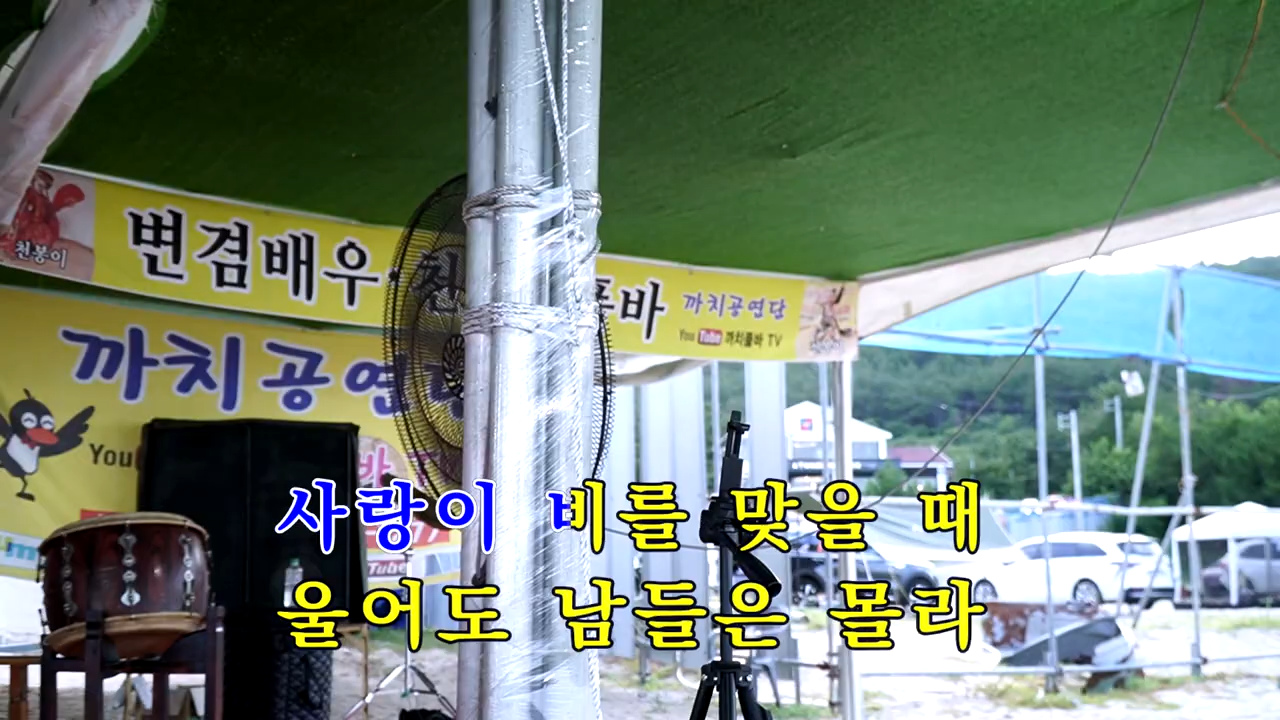 천봉이
변검배우
품바 까치공연단
You Tube 까치품바 TV
까치공연
You
사랑이 비를 맞을 때
울어도 남들은 몰라